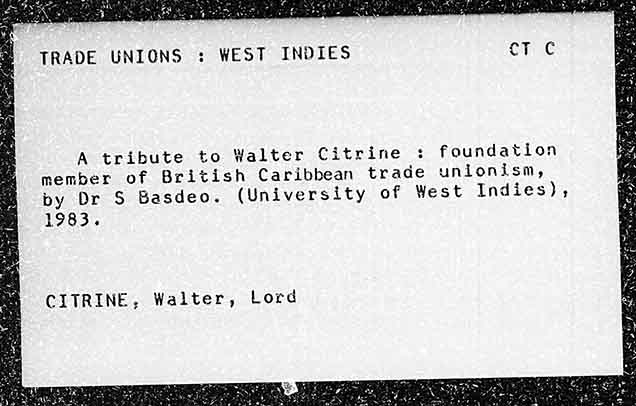 TRADE UNIONS : WEST INDIES CT C
A tribute to Walter Citrine : foundation
member of British Caribbean trade unionism,
by Dr S Basdeo. (University of West Indies),
1983.
CITRINE, Walter, Lord